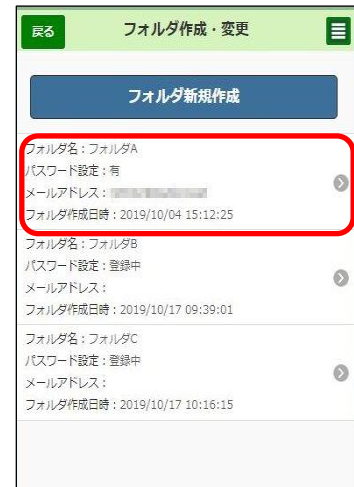 戻る
フォルダ作成・変更
フォルダ新規作成
フォルダ名：フォルダA
パスワード設定：有
メールアドレス：
フォルダ作成日時：2019/10/04 15:12:25
フォルダ名：フォルダB
パスワード設定：登録中
メールアドレス：
フォルダ作成日時：2019/10/17 09:39:01
フォルダ名：フォルダC
パスワード設定：登録中
メールアドレス：
フォルダ作成日時：2019/10/17 10:16:15